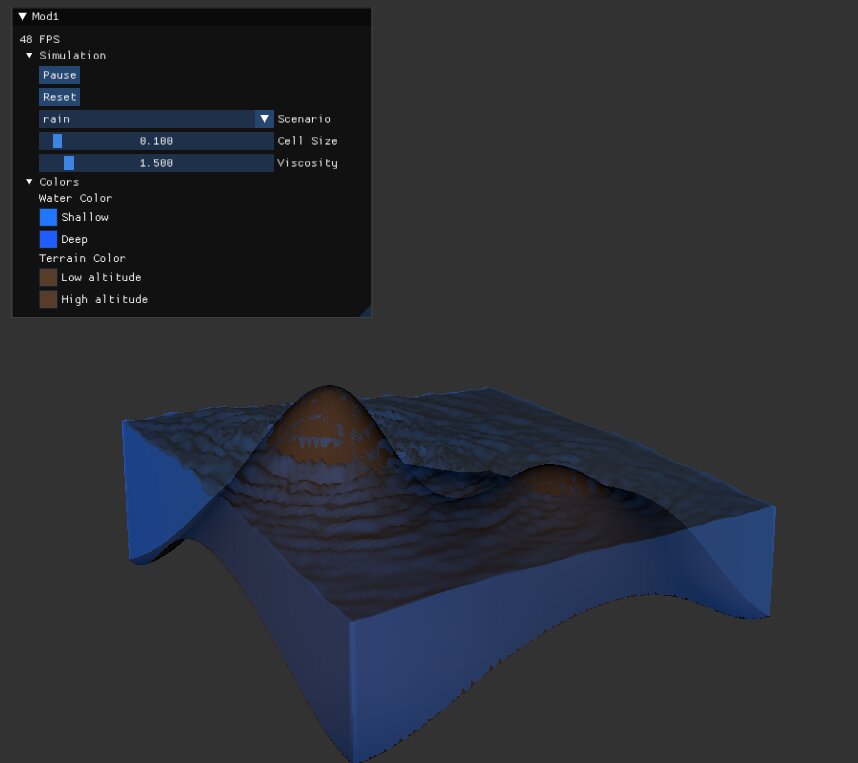 Mod1
48 FPS
Simulation
Pause
Reset
rain Scenario
0.100 Cell Size
1.500 Viscosity
Colors
Water Color
Shallow
Deep
Terrain Color
Low altitude
High altitude